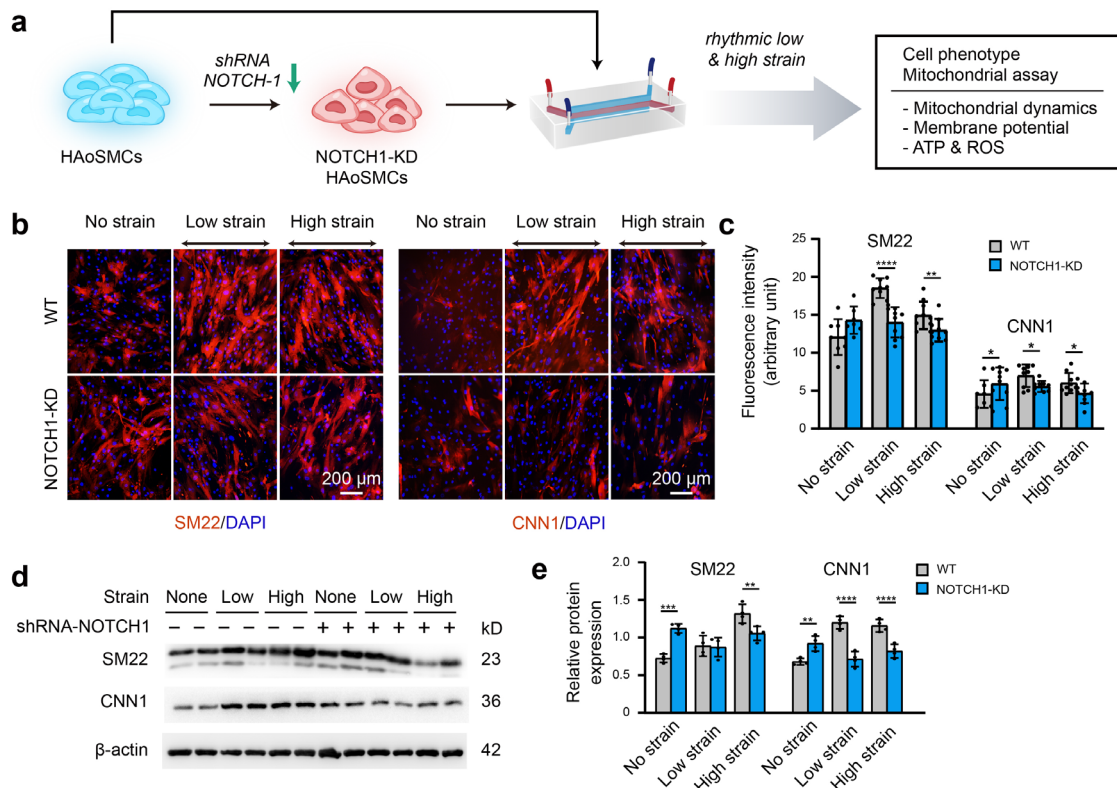 a
shRNA
NOTCH-1
rhythmic low
& high strain
Cell phenotype
Mitochondrial assay
- Mitochondrial dynamics
- Membrane potential
- ATP & ROS
HAoSMCs
NOTCH1-KD
HAoSMCs
b
No strain Low strain High strain No strain Low strain High strain
WT
NOTCH1-KD
200 µm 200 µm
SM22/DAPI CNN1/DAPI
c
Fluorescence intensity
(arbitrary unit)
25
20
15
10
5
0
SM22
CNN1
WT
NOTCH1-KD
**** **
* * *
No strain Low strain High strain No strain Low strain High strain
d
Strain None Low High None Low High
shRNA-NOTCH1 − − − − − − + + + + + + kD
SM22 23
CNN1 36
β-actin 42
e
Relative protein
expression
2.0
1.5
1.0
0.5
0
SM22 CNN1
WT
NOTCH1-KD
*** ** ** **** ****
No strain Low strain High strain No strain Low strain High strain